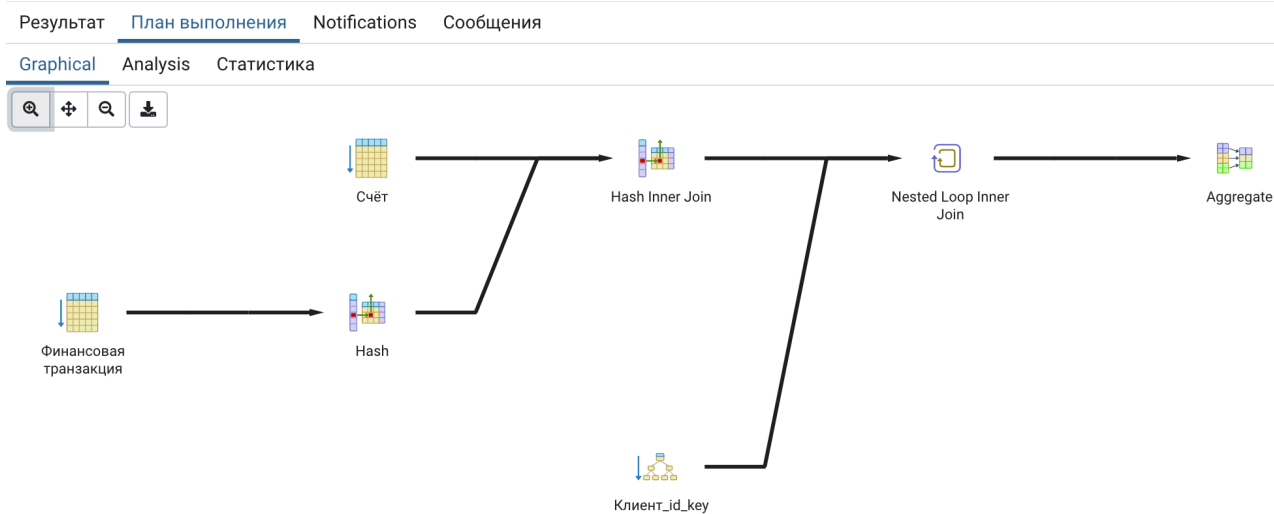 Результат План выполнения Notifications Сообщения
Graphical Analysis Статистика
Счёт
Hash Inner Join
Nested Loop Inner
Join
Aggregate
Финансовая
транзакция
Hash
Клиент_id_key